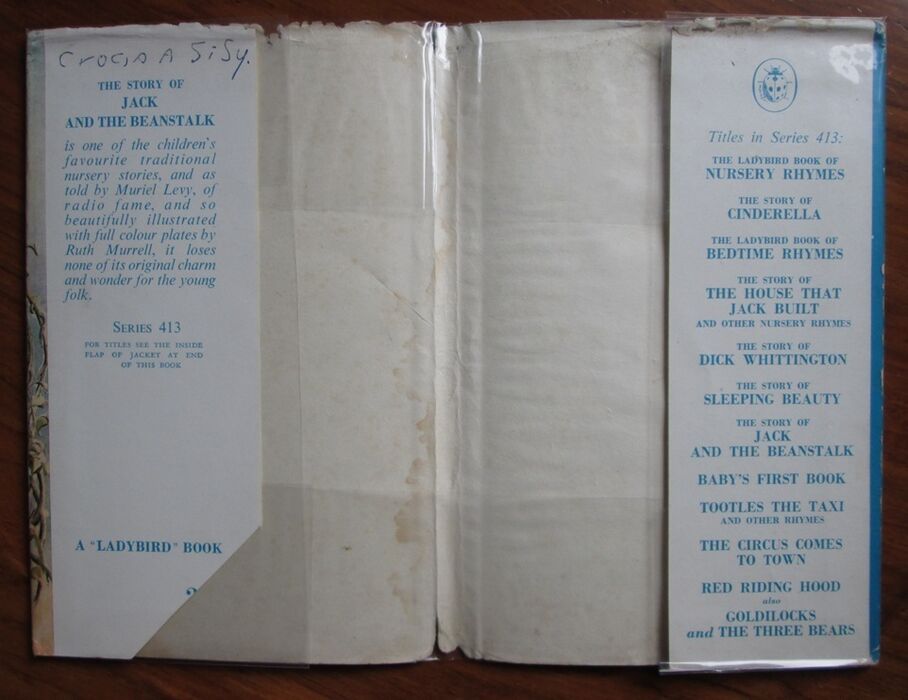 THE STORY OF
JACK
AND THE BEANSTALK
is one of the children's
favourite traditional
nursery stories, and as
told by Muriel Levy, of
radio fame, and so
beautifully illustrated
with full colour plates by
Ruth Murrell, it loses
none of its original charm
and wonder for the young
folk.
SERIES 413
FOR TITLES SEE THE INSIDE
FLAP OF JACKET AT END
OF THIS BOOK
A "LADYBIRD" BOOK
Titles in Series 413:
THE LADYBIRD BOOK OF
NURSERY RHYMES
THE STORY OF
CINDERELLA
THE LADYBIRD BOOK OF
BEDTIME RHYMES
THE STORY OF
THE HOUSE THAT
JACK BUILT
AND OTHER NURSERY RHYMES
THE STORY OF
DICK WHITTINGTON
THE STORY OF
SLEEPING BEAUTY
THE STORY OF
JACK
AND THE BEANSTALK
BABY'S FIRST BOOK
TOOTLES THE TAXI
AND OTHER RHYMES
THE CIRCUS COMES
TO TOWN
RED RIDING HOOD
also
GOLDILOCKS
and THE THREE BEARS